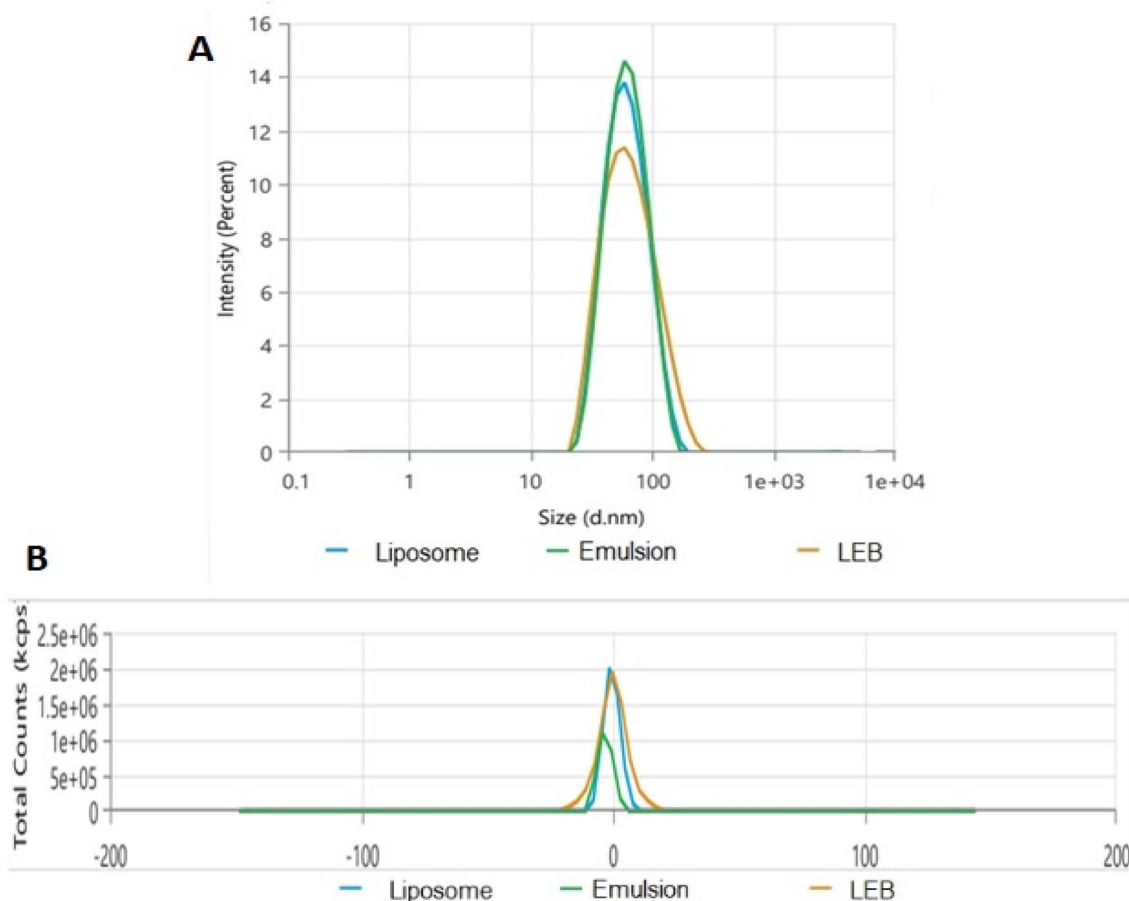 A
Intensity (Percent)
16
14
12
10
8
6
4
2
0
0.1 1 10 100 1e+03 1e+04
Size (d.nm)
Liposome Emulsion LEB
B
Total Counts (kcps
2.5e+06
2e+06
1.5e+06
1e+06
5e+05
0
-200 -100 0 100 200
Liposome Emulsion LEB